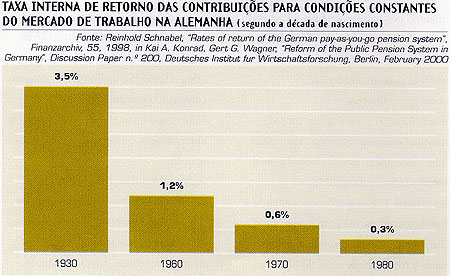 TAXA INTERNA DE RETORNO DAS CONTRIBUIÇÕES PARA CONDIÇÕES CONSTANTES
DO MERCADO DE TRABALHO NA ALEMANHA (segundo a década de nascimento)
Fonte: Reinhold Schnabel, "Rates of return of the German pay-as-you-go pension system",
Finanzarchiv, 55, 1998, in Kai A. Konrad, Gert G. Wagner, "Reform of the Public Pension System in
Germany", Discussion Paper n.º 200, Deutsches Institut fur Wirtschaftsforschung, Berlin, February 2000
3,5%
1,2%
0,6%
0,3%
1930 1960 1970 1980